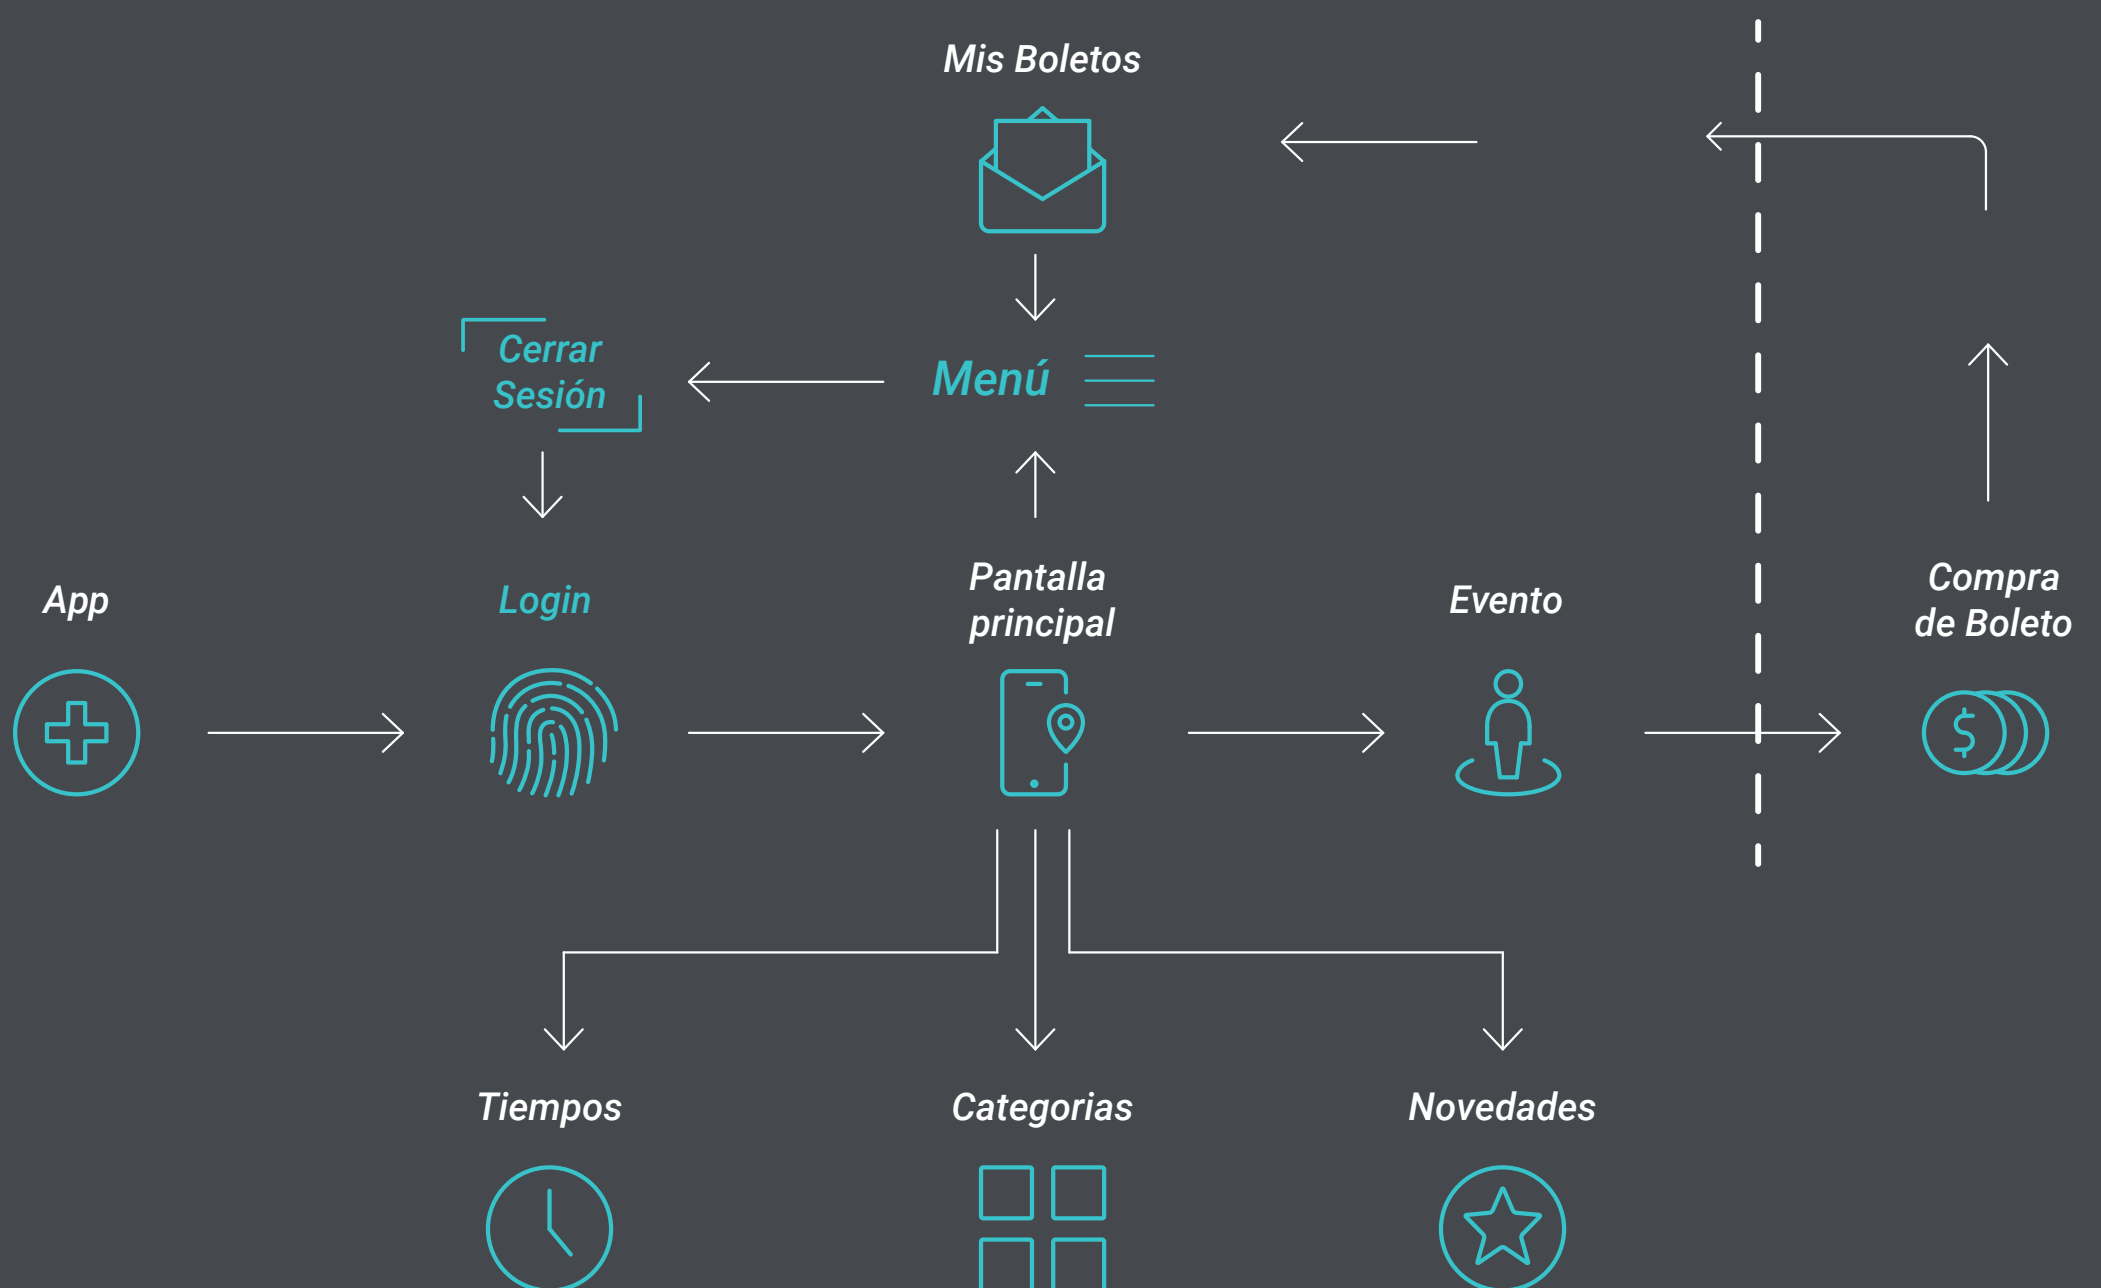 Mis Boletos
Cerrar
Sesión
Menú
App
Login
Pantalla
principal
Evento
Compra
de Boleto
Tiempos
Categorias
Novedades